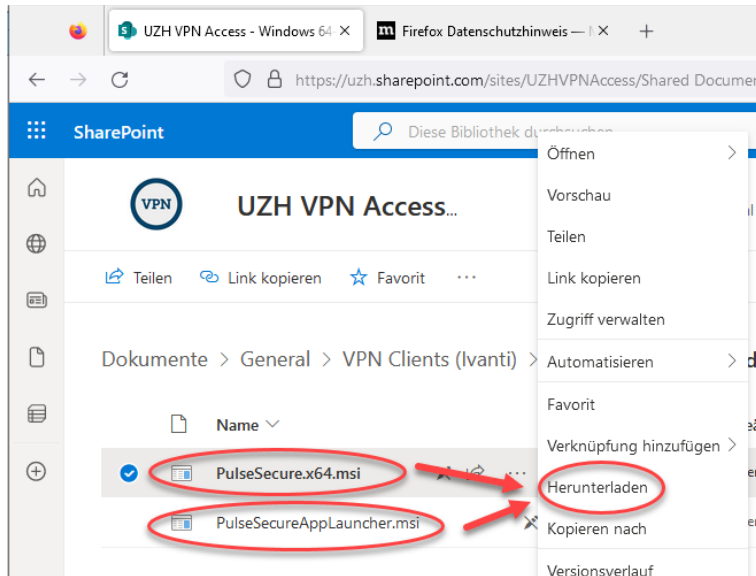 UZH VPN Access - Windows 64
Firefox Datenschutzhinweis —
https://uzh.sharepoint.com/sites/UZHVPNAccess/Shared Documen
SharePoint
Diese Bibliothek durchsuchen
VPN
UZH VPN Access...
Teilen
Link kopieren
Favorit
Dokumente > General > VPN Clients (Ivanti) >
Name
PulseSecure.x64.msi
PulseSecureAppLauncher.msi
Öffnen
Vorschau
Teilen
Link kopieren
Zugriff verwalten
Automatisieren
Favorit
Verknüpfung hinzufügen
Herunterladen
Kopieren nach
Versionsverlauf